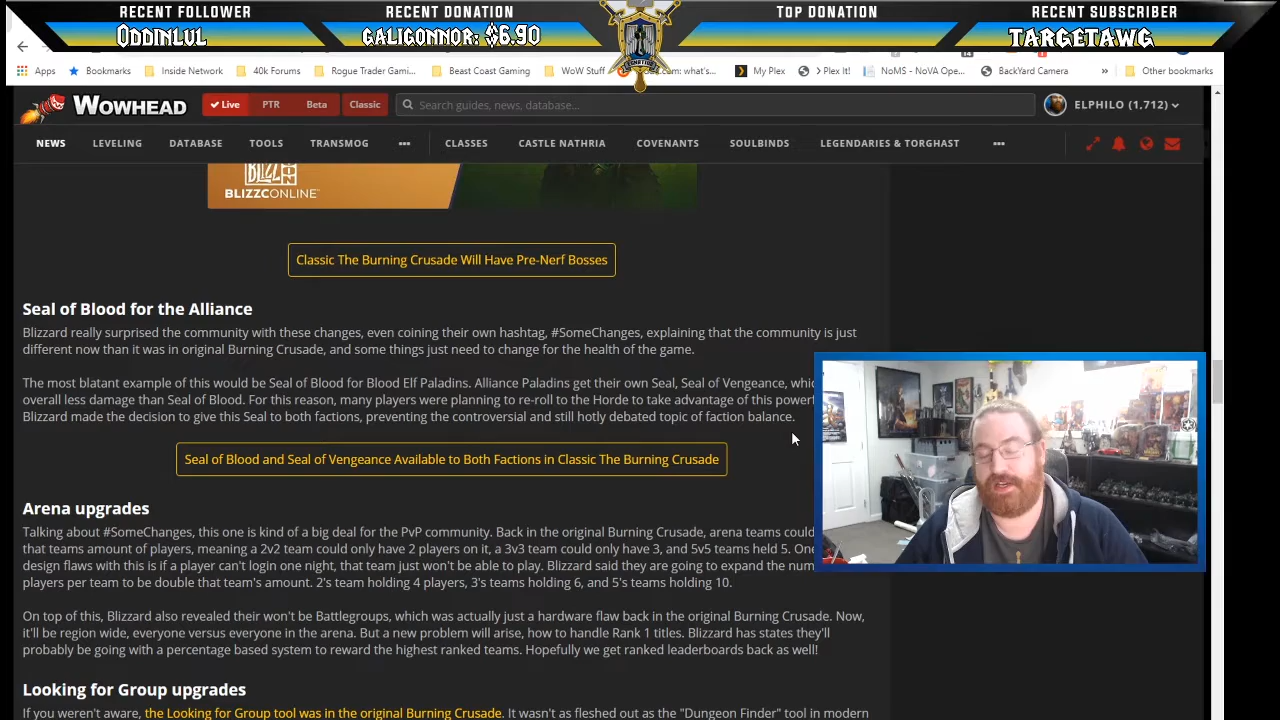 RECENT FOLLOWER
ODDINLUL
RECENT DONATION
CALIGONNOR: $6.90
TOP DONATION
RECENT SUBSCRIBER
TARGETAWG
Apps Bookmarks Inside Network 40k Forums Rogue Trader Gami... Beast Coast Gaming WoW Stuff .com: what's... My Plex > Plex It! NoMS - NoVA Ope... BackYard Camera » Other bookmarks
WOWHEAD Live PTR Beta Classic Search guides, news, database... ELPHILO (1,712)
NEWS LEVELING DATABASE TOOLS TRANSMOG ••• CLASSES CASTLE NATHRIA COVENANTS SOULBINDS LEGENDARIES & TORGHAST •••
BLIZZ
BLIZZCONLINE™
Classic The Burning Crusade Will Have Pre-Nerf Bosses
Seal of Blood for the Alliance
Blizzard really surprised the community with these changes, even coining their own hashtag, #SomeChanges, explaining that the community is just
different now than it was in original Burning Crusade, and some things just need to change for the health of the game.
The most blatant example of this would be Seal of Blood for Blood Elf Paladins. Alliance Paladins get their own Seal, Seal of Vengeance, whic
overall less damage than Seal of Blood. For this reason, many players were planning to re-roll to the Horde to take advantage of this powerf
Blizzard made the decision to give this Seal to both factions, preventing the controversial and still hotly debated topic of faction balance.
Seal of Blood and Seal of Vengeance Available to Both Factions in Classic The Burning Crusade
Arena upgrades
Talking about #SomeChanges, this one is kind of a big deal for the PvP community. Back in the original Burning Crusade, arena teams could
that teams amount of players, meaning a 2v2 team could only have 2 players on it, a 3v3 team could only have 3, and 5v5 teams held 5. One
design flaws with this is if a player can't login one night, that team just won't be able to play. Blizzard said they are going to expand the num
players per team to be double that team's amount. 2's team holding 4 players, 3's teams holding 6, and 5's teams holding 10.
On top of this, Blizzard also revealed their won't be Battlegroups, which was actually just a hardware flaw back in the original Burning Crusade. Now,
it'll be region wide, everyone versus everyone in the arena. But a new problem will arise, how to handle Rank 1 titles. Blizzard has states they'll
probably be going with a percentage based system to reward the highest ranked teams. Hopefully we get ranked leaderboards back as well!
Looking for Group upgrades
If you weren't aware, the Looking for Group tool was in the original Burning Crusade. It wasn't as fleshed out as the "Dungeon Finder" tool in modern